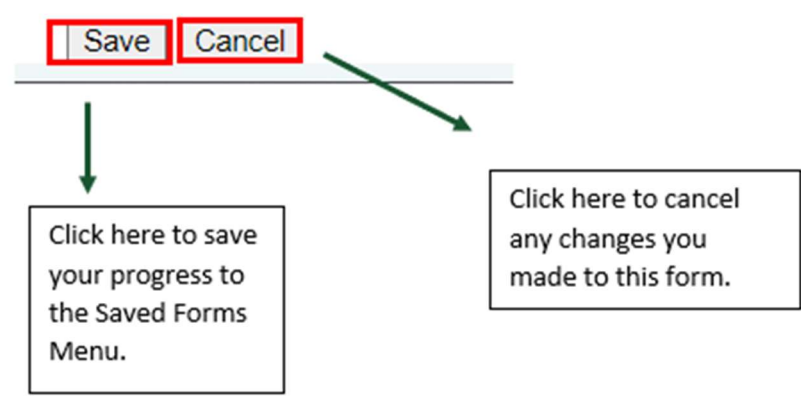 Save Cancel
Click here to save
your progress to
the Saved Forms
Menu.
Click here to cancel
any changes you
made to this form.